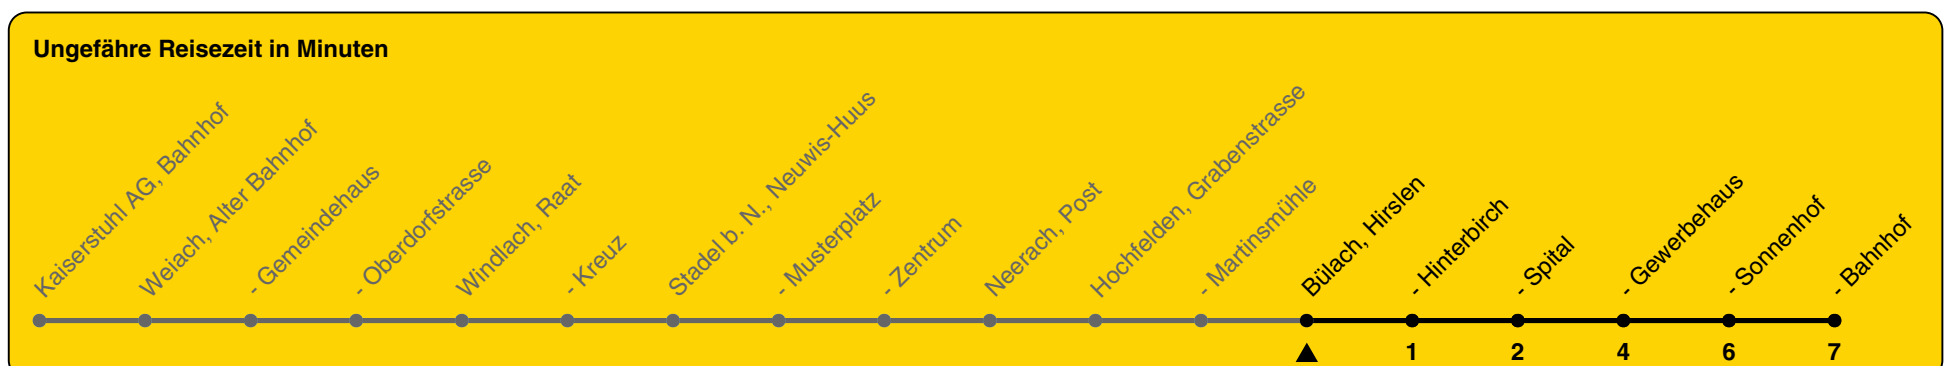 Ungefähre Reisezeit in Minuten
Kaiserstuhl AG, Bahnhof
Weiach, Alter Bahnhof
- Gemeindehaus
- Oberdorfstrasse
Windlach, Raat
- Kreuz
Stadel b. N., Neuwis-Huus
- Musterplatz
- Zentrum
Neerach, Post
Hochfelden, Grabenstrasse
- Martinsmühle
Bülach, Hirslen
- Hinterbirch
- Spital
- Gewerbehaus
- Sonnenhof
- Bahnhof
1 2 4 6 7